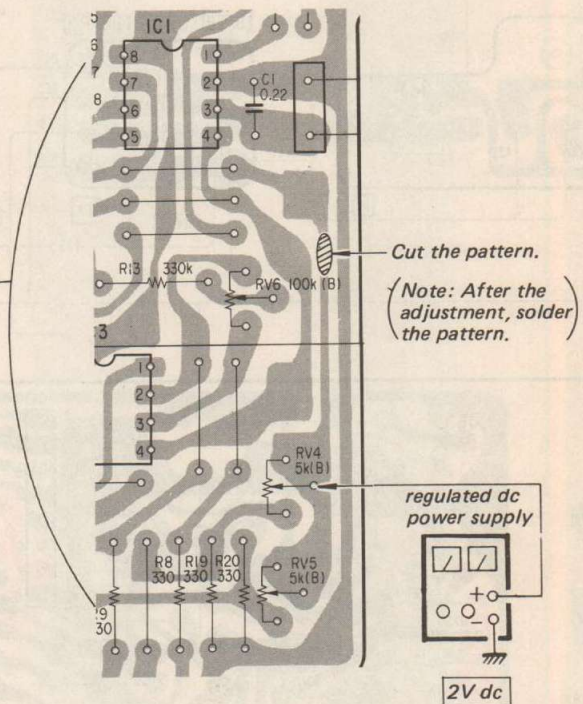 IC1
5
6
7
8
8
7
6
5
1
2
3
4
C1
0.22
Cut the pattern.
(Note: After the
adjustment, solder
the pattern.)
R13 330k
RV6 100k (B)
3
1
2
3
4
RV4
5k(B)
regulated dc
power supply
R8 R19 R20
330 330 330
RV5
5k(B)
9
30
+
−
2V dc